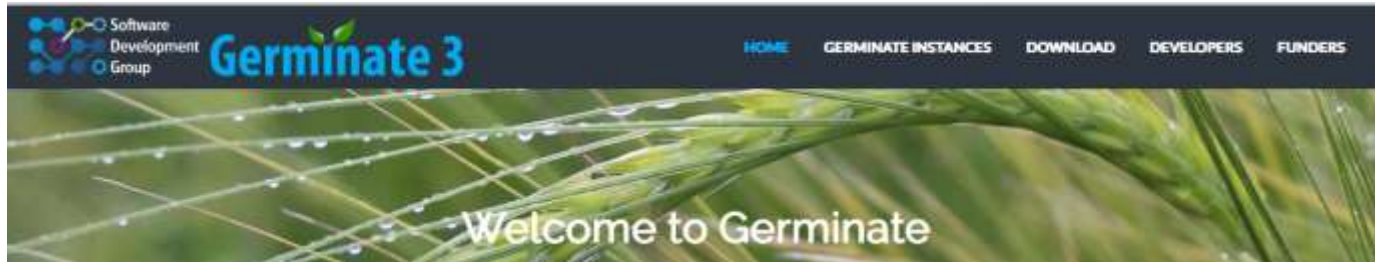 Software
Development
Group
Germinate 3
HOME GERMINATE INSTANCES DOWNLOAD DEVELOPERS FUNDERS
Welcome to Germinate